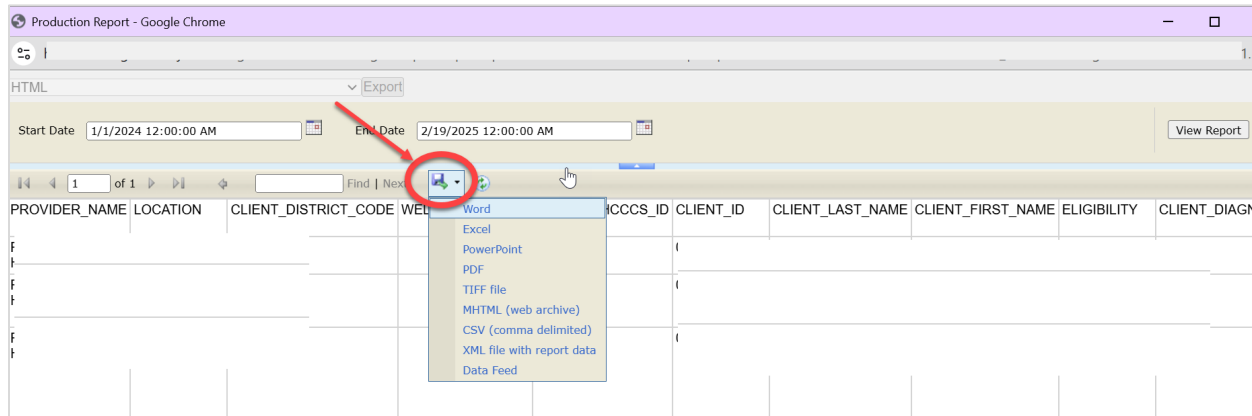 Production Report - Google Chrome
1.
HTML Export
Start Date 1/1/2024 12:00:00 AM End Date 2/19/2025 12:00:00 AM View Report
1 of 1 Find | Nex
PROVIDER_NAME LOCATION CLIENT_DISTRICT_CODE WE HCCCS_ID CLIENT_ID CLIENT_LAST_NAME CLIENT_FIRST_NAME ELIGIBILITY CLIENT_DIAGN
Word
Excel
PowerPoint
PDF
TIFF file
MHTML (web archive)
CSV (comma delimited)
XML file with report data
Data Feed